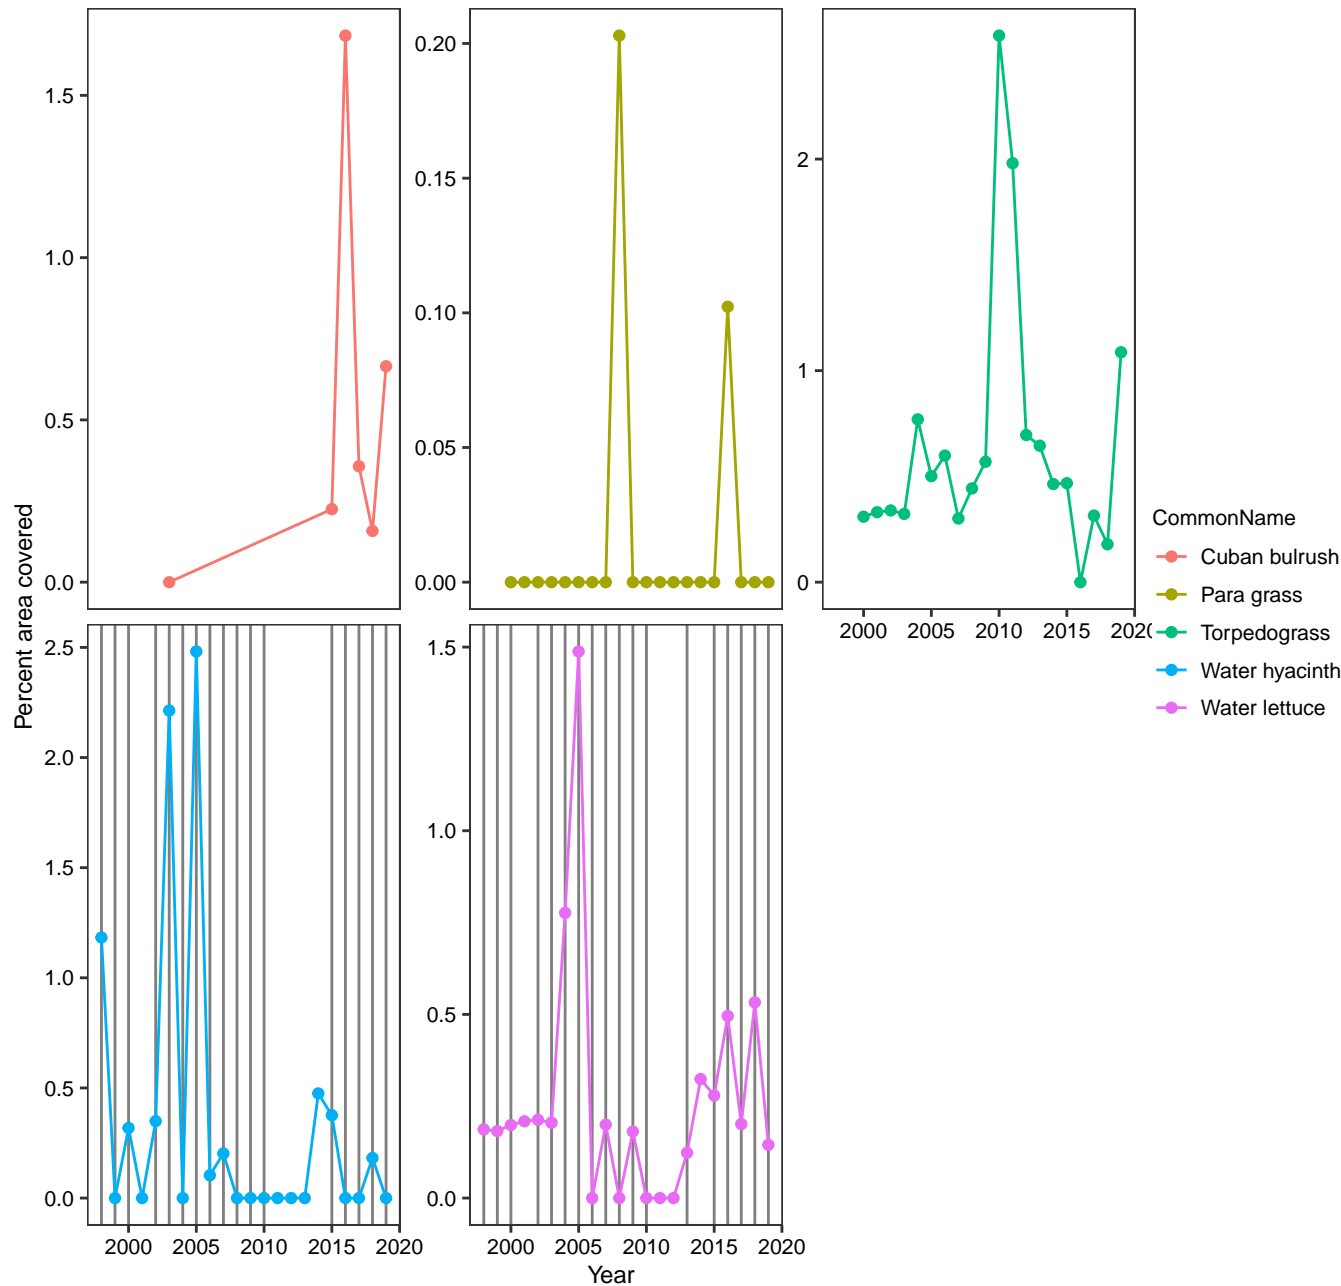 Percent area covered
1.5
1.0
0.5
0.0
0.20
0.15
0.10
0.05
0.00
2
1
0
2000 2005 2010 2015 2020
2.5
2.0
1.5
1.0
0.5
0.0
2000 2005 2010 2015 2020
1.5
1.0
0.5
0.0
2000 2005 2010 2015 2020
Year
CommonName
Cuban bulrush
Para grass
Torpedograss
Water hyacinth
Water lettuce